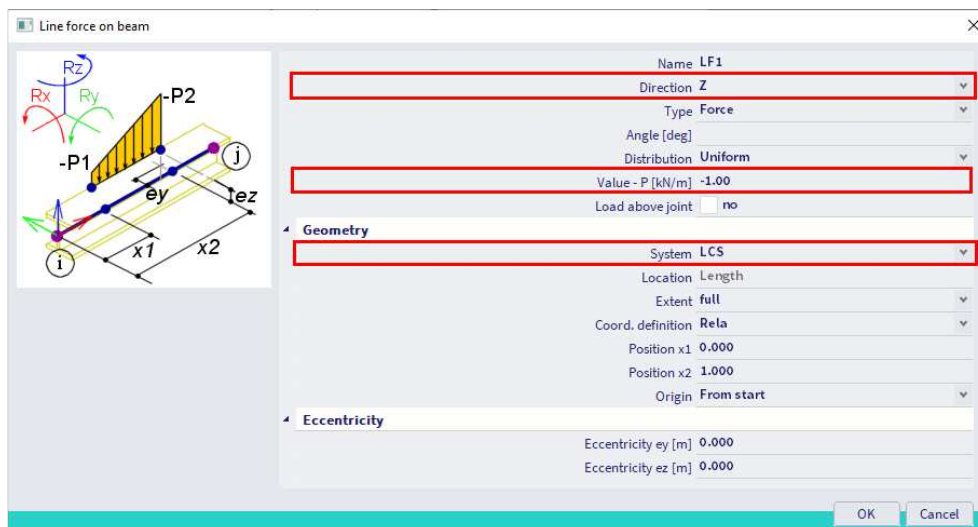 Line force on beam
Rz
Rx Ry
-P2
-P1
j
ey
ez
x1 x2
i
Name LF1
Direction Z
Type Force
Angle [deg]
Distribution Uniform
Value - P [kN/m] -1.00
Load above joint no
Geometry
System LCS
Location Length
Extent full
Coord. definition Rela
Position x1 0.000
Position x2 1.000
Origin From start
Eccentricity
Eccentricity ey [m] 0.000
Eccentricity ez [m] 0.000
OK Cancel